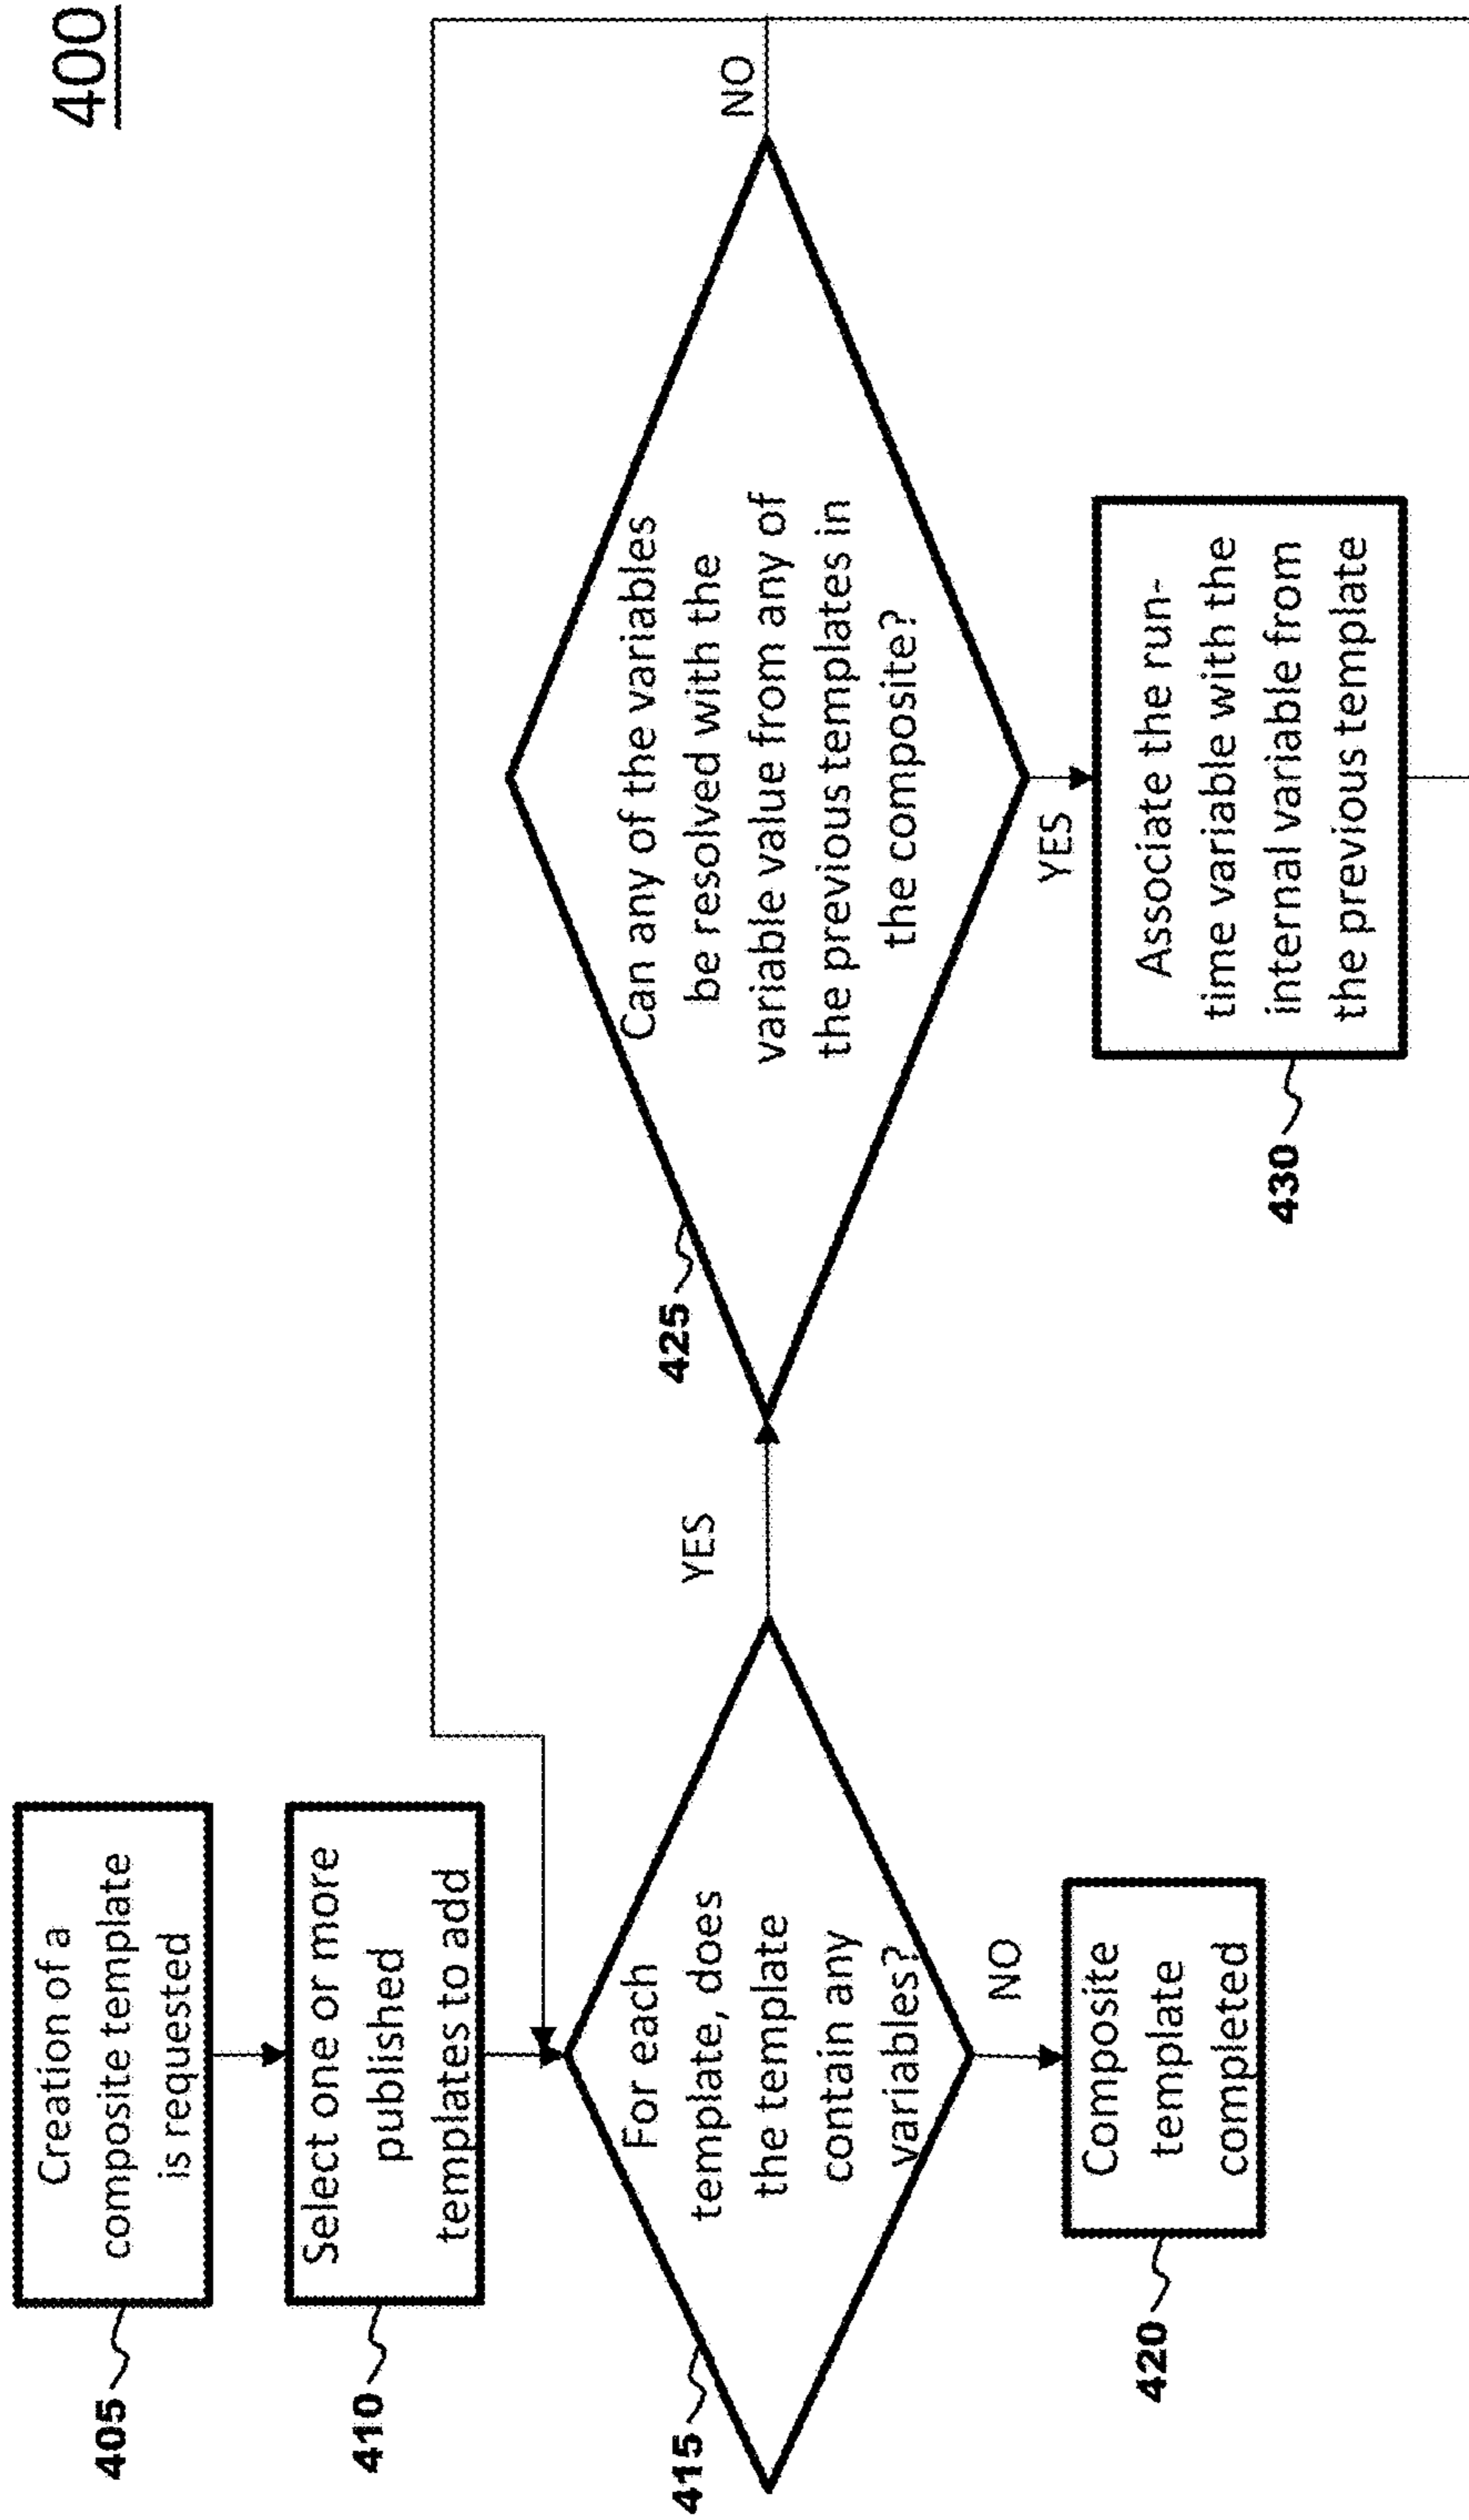 400
405
Creation of a
composite template
is requested
410
Select one or more
published
templates to add
415
For each
template, does
the template
contain any
variables?
YES
NO
420
Composite
template
completed
425
Can any of the variables
be resolved with the
variable value from any of
the previous templates in
the composite?
NO
YES
430
Associate the run-
time variable with the
internal variable from
the previous template